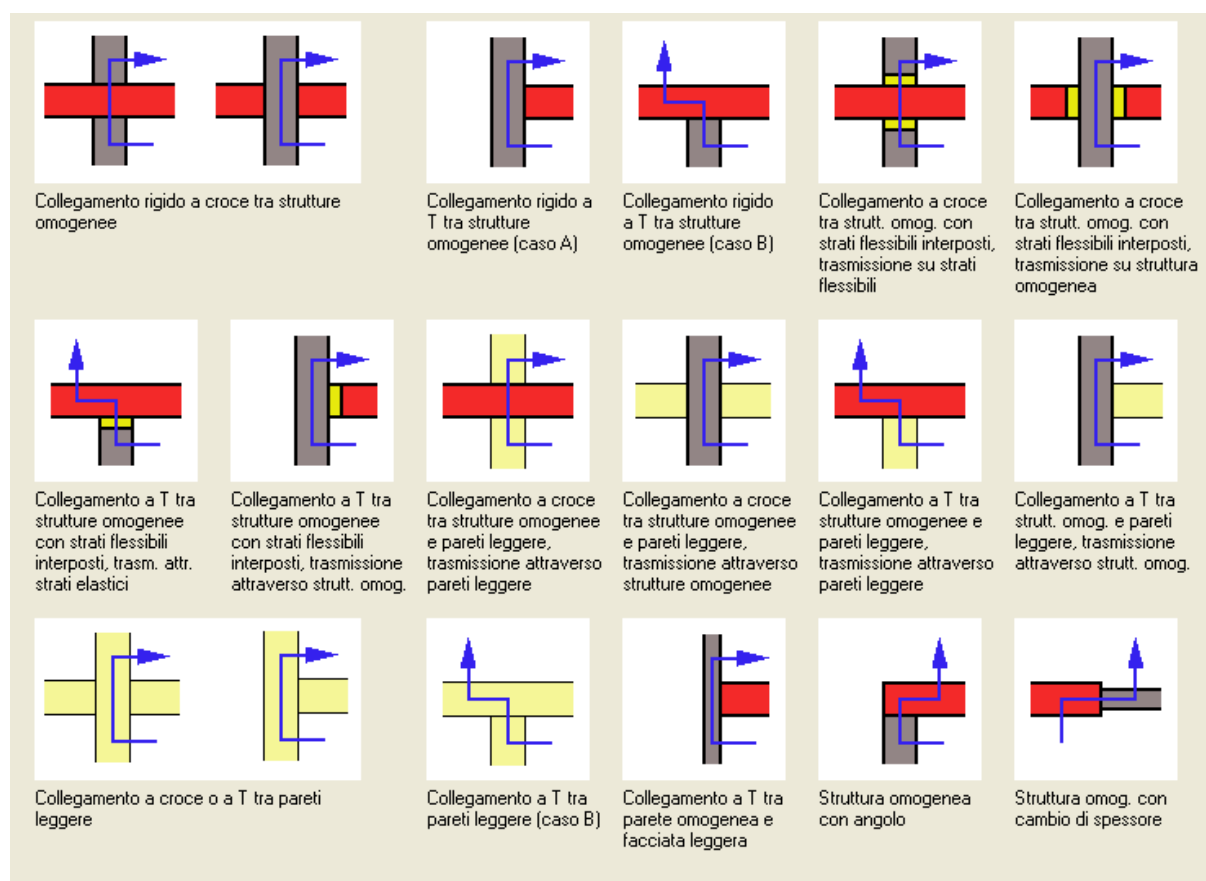 Collegamento rigido a croce tra strutture
omogenee
Collegamento rigido a
T tra strutture
omogenee (caso A)
Collegamento rigido
a T tra strutture
omogenee (caso B)
Collegamento a croce
tra strutt. omog. con
strati flessibili interposti,
trasmissione su strati
flessibili
Collegamento a croce
tra strutt. omog. con
strati flessibili interposti,
trasmissione su struttura
omogenea
Collegamento a T tra
strutture omogenee
con strati flessibili
interposti, trasm. attr.
strati elastici
Collegamento a T tra
strutture omogenee
con strati flessibili
interposti, trasmissione
attraverso strutt. omog.
Collegamento a croce
tra strutture omogenee
e pareti leggere,
trasmissione attraverso
pareti leggere
Collegamento a croce
tra strutture omogenee
e pareti leggere,
trasmissione attraverso
strutture omogenee
Collegamento a T tra
strutture omogenee e
pareti leggere,
trasmissione attraverso
pareti leggere
Collegamento a T tra
strutt. omog. e pareti
leggere, trasmissione
attraverso strutt. omog.
Collegamento a croce o a T tra pareti
leggere
Collegamento a T tra
pareti leggere (caso B)
Collegamento a T tra
parete omogenea e
facciata leggera
Struttura omogenea
con angolo
Struttura omog. con
cambio di spessore